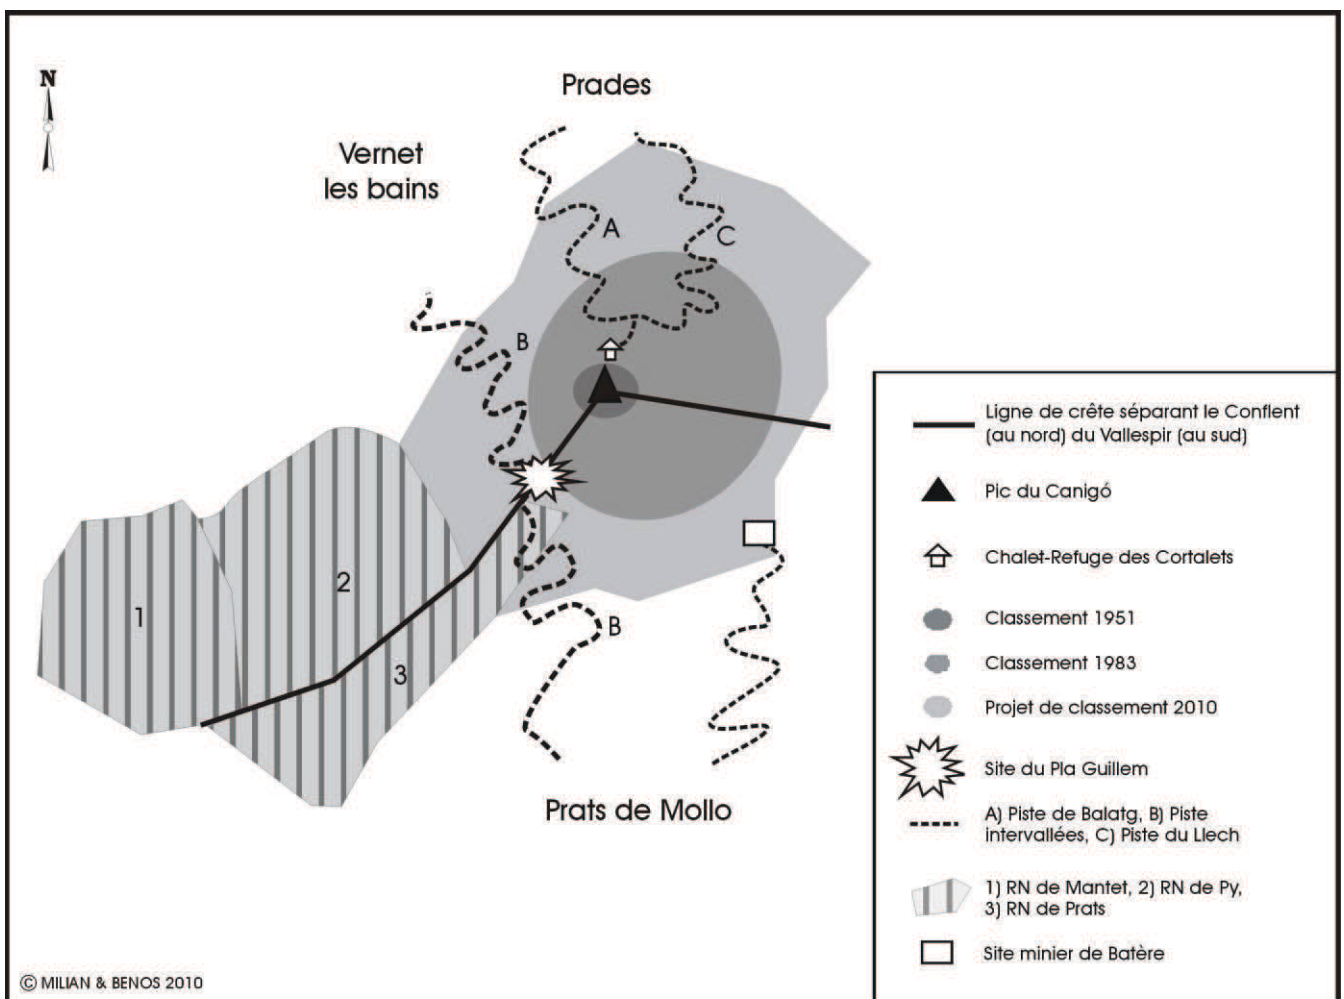 N
Prades
Vernet
les bains
A
C
B
2
1
3
B
Prats de Mollo
Ligne de crête séparant le Conflent
(au nord) du Vallespir (au sud)
Pic du Canigó
Chalet-Refuge des Cortalets
Classement 1951
Classement 1983
Projet de classement 2010
Site du Pla Guillem
A) Piste de Balatg, B) Piste
intervallées, C) Piste du Llech
1) RN de Mantet, 2) RN de Py,
3) RN de Prats
Site minier de Batère
© MILIAN & BENOS 2010